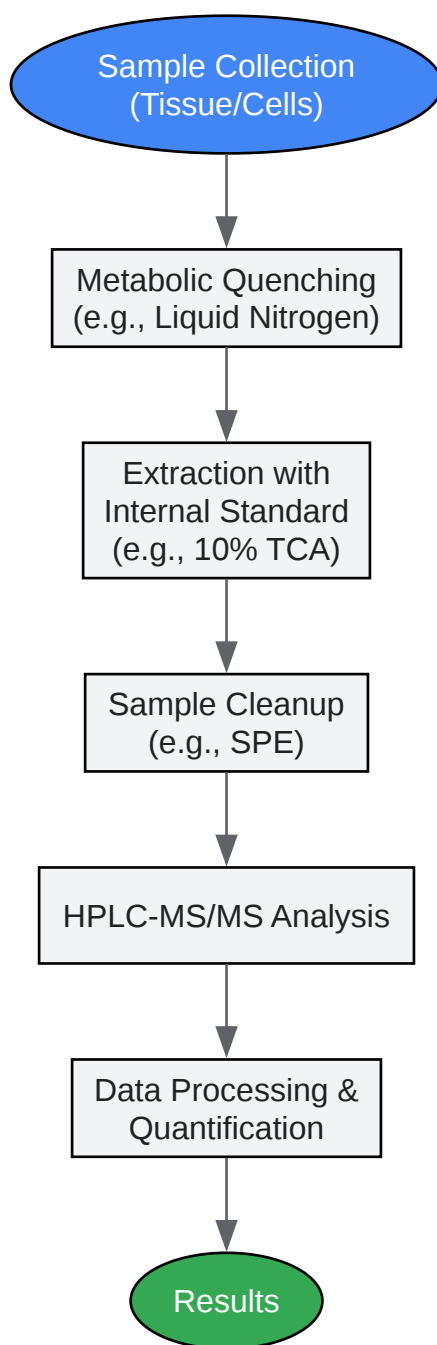 Sample Collection
(Tissue/Cells)
Metabolic Quenching
(e.g., Liquid Nitrogen)
Extraction with
Internal Standard
(e.g., 10% TCA)
Sample Cleanup
(e.g., SPE)
HPLC-MS/MS Analysis
Data Processing &
Quantification
Results